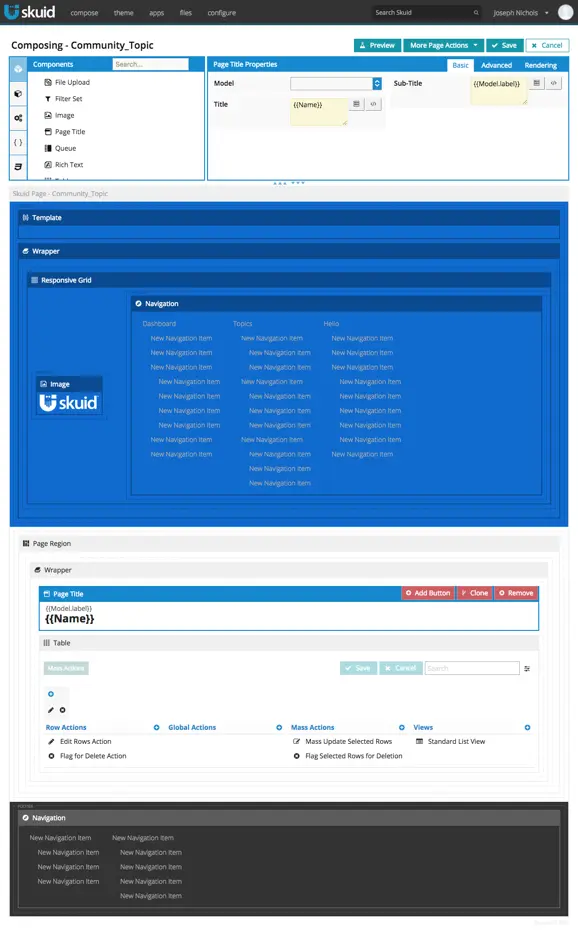 skuid compose theme apps files configure Search Skuid Joseph Nichols
Composing - Community_Topic Preview More Page Actions Save Cancel
Components Search...
File Upload
Filter Set
Image
Page Title
Queue
Rich Text
Page Title Properties Basic Advanced Rendering
Model Sub-Title {{Model.label}}
Title {{Name}}
Skuid Page - Community_Topic
Template
Wrapper
Responsive Grid
Navigation
Dashboard Topics Hello
New Navigation Item New Navigation Item New Navigation Item
New Navigation Item New Navigation Item New Navigation Item
New Navigation Item New Navigation Item New Navigation Item
New Navigation Item New Navigation Item New Navigation Item
New Navigation Item New Navigation Item New Navigation Item
New Navigation Item New Navigation Item New Navigation Item
New Navigation Item New Navigation Item New Navigation Item
New Navigation Item New Navigation Item New Navigation Item
New Navigation Item New Navigation Item New Navigation Item
New Navigation Item
New Navigation Item
Image
skuid
Page Region
Wrapper
Page Title Add Button Clone Remove
{{Model.label}}
{{Name}}
Table
Mass Actions Save Cancel Search
Row Actions Global Actions Mass Actions Views
Edit Rows Action Mass Update Selected Rows Standard List View
Flag for Delete Action Flag Selected Rows for Deletion
Navigation
New Navigation Item New Navigation Item
New Navigation Item New Navigation Item
New Navigation Item New Navigation Item
New Navigation Item New Navigation Item
New Navigation Item